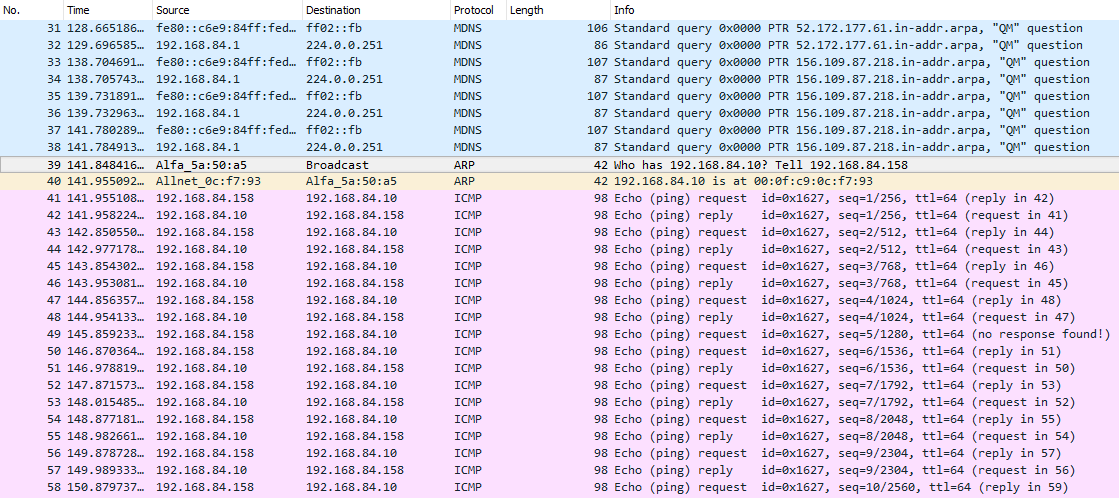 No. Time Source Destination Protocol Length Info
31 128.665186… fe80::c6e9:84ff:fed… ff02::fb MDNS 106 Standard query 0x0000 PTR 52.172.177.61.in-addr.arpa, "QM" question
32 129.696585… 192.168.84.1 224.0.0.251 MDNS 86 Standard query 0x0000 PTR 52.172.177.61.in-addr.arpa, "QM" question
33 138.704691… fe80::c6e9:84ff:fed… ff02::fb MDNS 107 Standard query 0x0000 PTR 156.109.87.218.in-addr.arpa, "QM" question
34 138.705743… 192.168.84.1 224.0.0.251 MDNS 87 Standard query 0x0000 PTR 156.109.87.218.in-addr.arpa, "QM" question
35 139.731891… fe80::c6e9:84ff:fed… ff02::fb MDNS 107 Standard query 0x0000 PTR 156.109.87.218.in-addr.arpa, "QM" question
36 139.732963… 192.168.84.1 224.0.0.251 MDNS 87 Standard query 0x0000 PTR 156.109.87.218.in-addr.arpa, "QM" question
37 141.780289… fe80::c6e9:84ff:fed… ff02::fb MDNS 107 Standard query 0x0000 PTR 156.109.87.218.in-addr.arpa, "QM" question
38 141.784913… 192.168.84.1 224.0.0.251 MDNS 87 Standard query 0x0000 PTR 156.109.87.218.in-addr.arpa, "QM" question
39 141.848416… Alfa_5a:50:a5 Broadcast ARP 42 Who has 192.168.84.10? Tell 192.168.84.158
40 141.955092… Allnet_0c:f7:93 Alfa_5a:50:a5 ARP 42 192.168.84.10 is at 00:0f:c9:0c:f7:93
41 141.955108… 192.168.84.158 192.168.84.10 ICMP 98 Echo (ping) request id=0x1627, seq=1/256, ttl=64 (reply in 42)
42 141.958224… 192.168.84.10 192.168.84.158 ICMP 98 Echo (ping) reply id=0x1627, seq=1/256, ttl=64 (request in 41)
43 142.850550… 192.168.84.158 192.168.84.10 ICMP 98 Echo (ping) request id=0x1627, seq=2/512, ttl=64 (reply in 44)
44 142.977178… 192.168.84.10 192.168.84.158 ICMP 98 Echo (ping) reply id=0x1627, seq=2/512, ttl=64 (request in 43)
45 143.854302… 192.168.84.158 192.168.84.10 ICMP 98 Echo (ping) request id=0x1627, seq=3/768, ttl=64 (reply in 46)
46 143.953081… 192.168.84.10 192.168.84.158 ICMP 98 Echo (ping) reply id=0x1627, seq=3/768, ttl=64 (request in 45)
47 144.856357… 192.168.84.158 192.168.84.10 ICMP 98 Echo (ping) request id=0x1627, seq=4/1024, ttl=64 (reply in 48)
48 144.954133… 192.168.84.10 192.168.84.158 ICMP 98 Echo (ping) reply id=0x1627, seq=4/1024, ttl=64 (request in 47)
49 145.859233… 192.168.84.158 192.168.84.10 ICMP 98 Echo (ping) request id=0x1627, seq=5/1280, ttl=64 (no response found!)
50 146.870364… 192.168.84.158 192.168.84.10 ICMP 98 Echo (ping) request id=0x1627, seq=6/1536, ttl=64 (reply in 51)
51 146.978819… 192.168.84.10 192.168.84.158 ICMP 98 Echo (ping) reply id=0x1627, seq=6/1536, ttl=64 (request in 50)
52 147.871573… 192.168.84.158 192.168.84.10 ICMP 98 Echo (ping) request id=0x1627, seq=7/1792, ttl=64 (reply in 53)
53 148.015485… 192.168.84.10 192.168.84.158 ICMP 98 Echo (ping) reply id=0x1627, seq=7/1792, ttl=64 (request in 52)
54 148.877181… 192.168.84.158 192.168.84.10 ICMP 98 Echo (ping) request id=0x1627, seq=8/2048, ttl=64 (reply in 55)
55 148.982661… 192.168.84.10 192.168.84.158 ICMP 98 Echo (ping) reply id=0x1627, seq=8/2048, ttl=64 (request in 54)
56 149.878728… 192.168.84.158 192.168.84.10 ICMP 98 Echo (ping) request id=0x1627, seq=9/2304, ttl=64 (reply in 57)
57 149.989333… 192.168.84.10 192.168.84.158 ICMP 98 Echo (ping) reply id=0x1627, seq=9/2304, ttl=64 (request in 56)
58 150.879737… 192.168.84.158 192.168.84.10 ICMP 98 Echo (ping) request id=0x1627, seq=10/2560, ttl=64 (reply in 59)